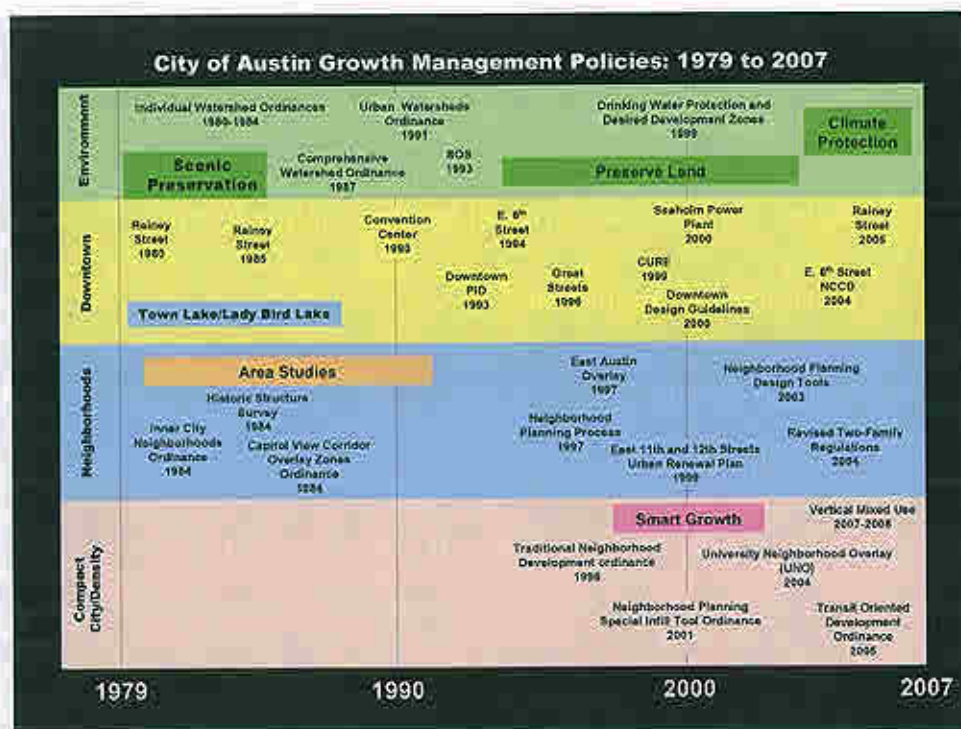 City of Austin Growth Management Policies: 1979 to 2007
Environment
Individual Watershed Ordinances
1980-1984
Urban Watersheds
Ordinance
1991
Drinking Water Protection and
Desired Development Zones
1999
Climate
Protection
Scenic
Preservation
Comprehensive
Watershed Ordinance
1987
SOS
1993
Preserve Land
Downtown
Rainey
Street
1980
Rainey
Street
1985
Convention
Center
1993
E. 6th
Street
1994
Seaholm Power
Plant
2000
Rainey
Street
2005
Downtown
PID
1993
Great
Streets
1996
CURE
1999
Downtown
Design Guidelines
2000
E. 6th Street
NCCD
2004
Town Lake/Lady Bird Lake
Neighborhoods
Area Studies
East Austin
Overlay
1997
Neighborhood Planning
Design Tools
2003
Historic Structure
Survey
1984
Inner City
Neighborhoods
Ordinance
1984
Capitol View Corridor
Overlay Zones
Ordinance
1984
Neighborhood
Planning Process
1997
East 11th and 12th Streets
Urban Renewal Plan
1999
Revised Two-Family
Regulations
2004
Compact
City/Density
Smart Growth
Vertical Mixed Use
2007-2008
Traditional Neighborhood
Development ordinance
1998
University Neighborhood Overlay
(UNO)
2004
Neighborhood Planning
Special Infill Tool Ordinance
2001
Transit Oriented
Development
Ordinance
2005
1979
1990
2000
2007